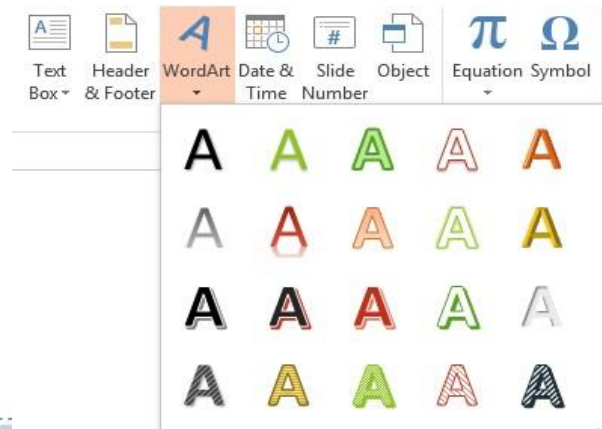 A
#
π Ω
Text Header WordArt Date & Slide Object Equation Symbol
Box & Footer Time Number
A A A A A
A A A A A
A A A A A
A A A A A